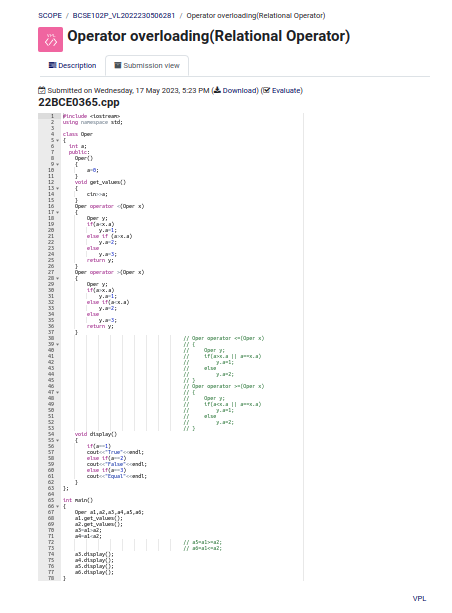 SCOPE / BCSE102P_VL2022230506281 / Operator overloading(Relational Operator)
VPL
Operator overloading(Relational Operator)
Description
Submission view
Submitted on Wednesday, 17 May 2023, 5:23 PM (Download) (Evaluate)
22BCE0365.cpp
1 #include <iostream>
2 using namespace std;
3
4 class Oper
5 {
6 int a;
7 public:
8 Oper()
9 {
10 a=0;
11 }
12 void get_values()
13 {
14 cin>>a;
15 }
16 Oper operator <(Oper x)
17 {
18 Oper y;
19 if(a<x.a)
20 y.a=1;
21 else if (a>x.a)
22 y.a=2;
23 else
24 y.a=3;
25 return y;
26 }
27 Oper operator >(Oper x)
28 {
29 Oper y;
30 if(a>x.a)
31 y.a=1;
32 else if(a<x.a)
33 y.a=2;
34 else
35 y.a=3;
36 return y;
37 }
38 // Oper operator <=(Oper x)
39 // {
40 // Oper y;
41 // if(a>x.a || a==x.a)
42 // y.a=1;
43 // else
44 // y.a=2;
45 // }
46 // Oper operator >=(Oper x)
47 // {
48 // Oper y;
49 // if(a<x.a || a==x.a)
50 // y.a=1;
51 // else
52 // y.a=2;
53 // }
54 void display()
55 {
56 if(a==1)
57 cout<<"True"<<endl;
58 else if(a==2)
59 cout<<"False"<<endl;
60 else if(a==3)
61 cout<<"Equal"<<endl;
62 }
63 };
64
65 int main()
66 {
67 Oper a1,a2,a3,a4,a5,a6;
68 a1.get_values();
69 a2.get_values();
70 a3=a1>a2;
71 a4=a1<a2;
72 // a5=a1>=a2;
73 // a6=a1<=a2;
74 a3.display();
75 a4.display();
76 a5.display();
77 a6.display();
78 }
VPL